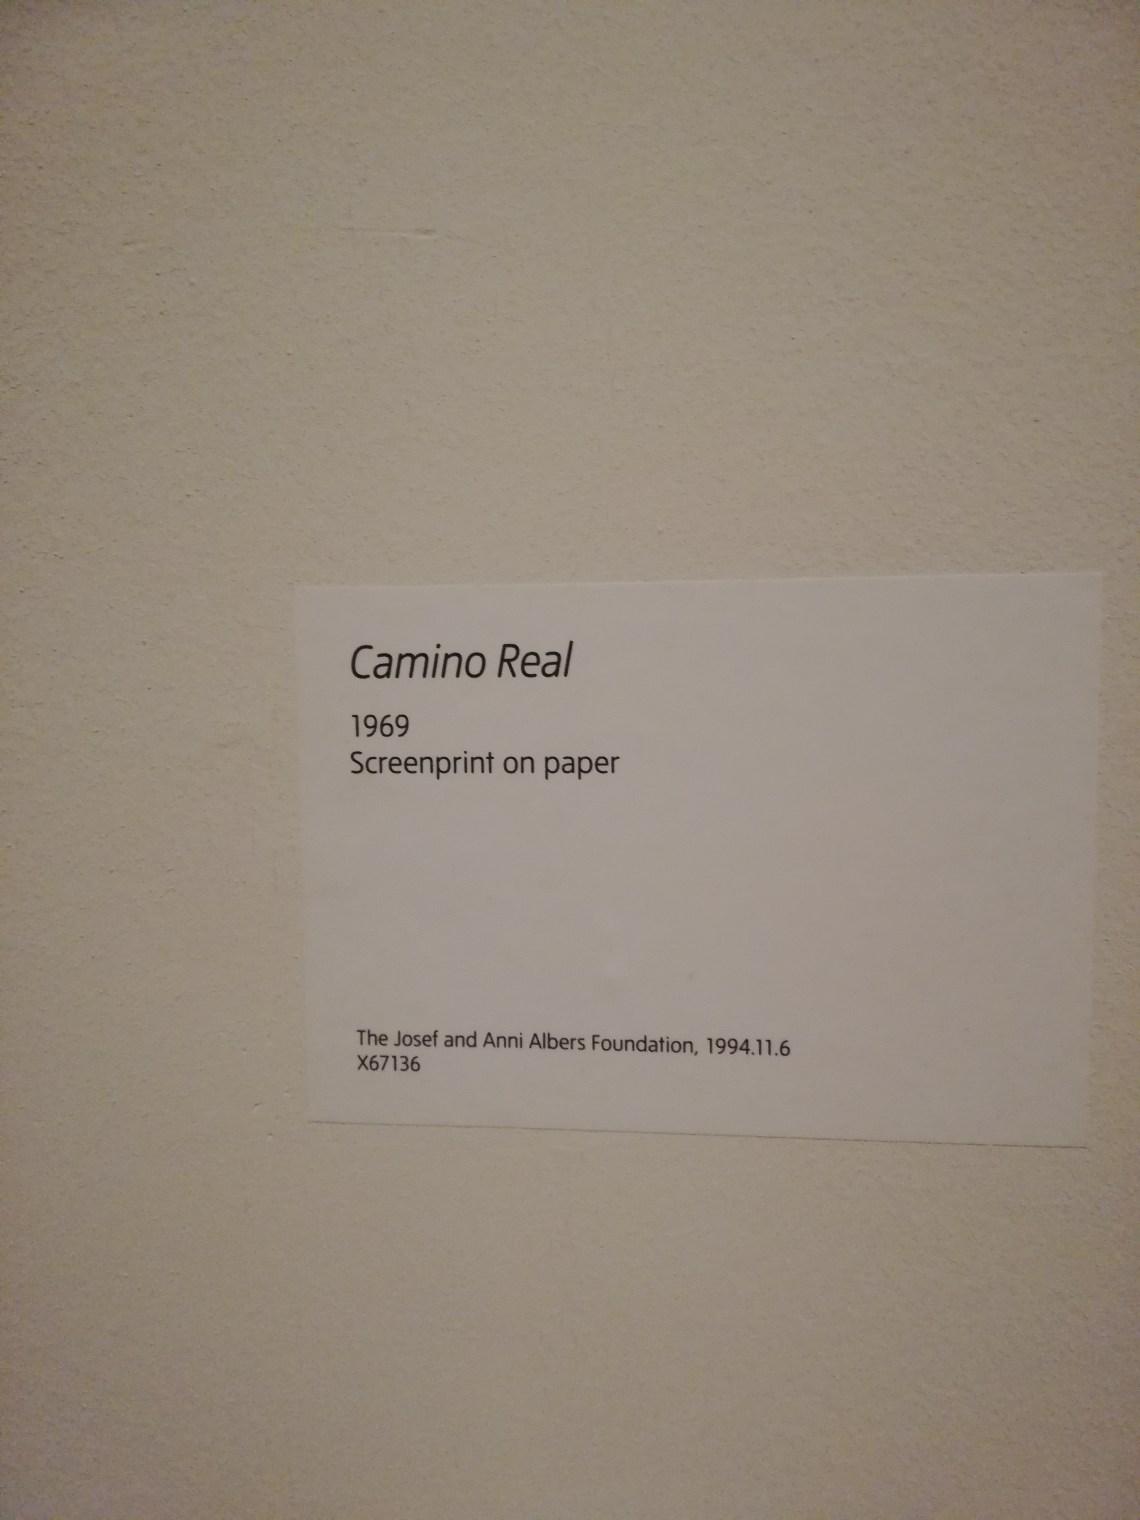 Camino Real
1969
Screenprint on paper
The Josef and Anni Albers Foundation, 1994.11.6
X67136